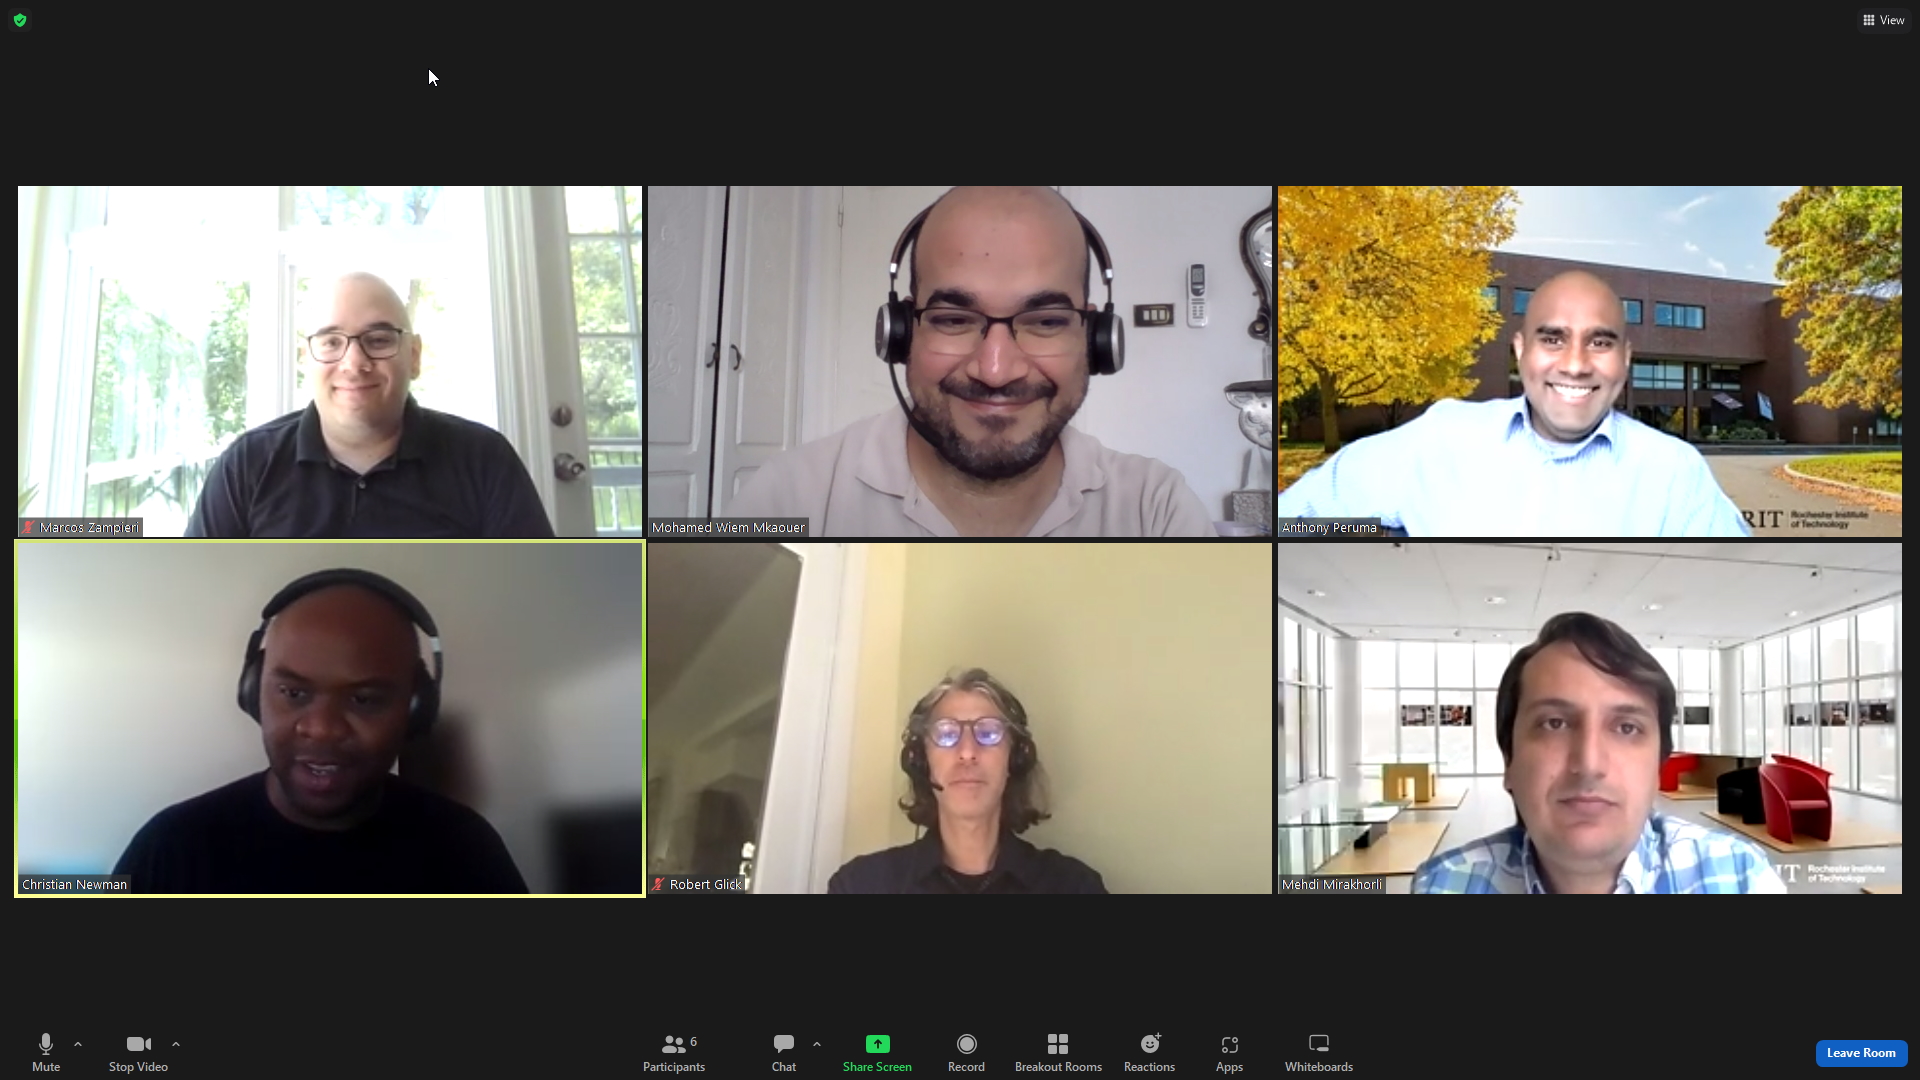 View
Marcos Zampieri
Mohamed Wiem Mkaouer
Anthony Peruma
RIT
Rochester Institute
of Technology
Christian Newman
Robert Glick
Mehdi Mirakhorli
IT
Rochester Institute
of Technology
Mute
Stop Video
6
Participants
Chat
Share Screen
Record
Breakout Rooms
Reactions
Apps
Whiteboards
Leave Room